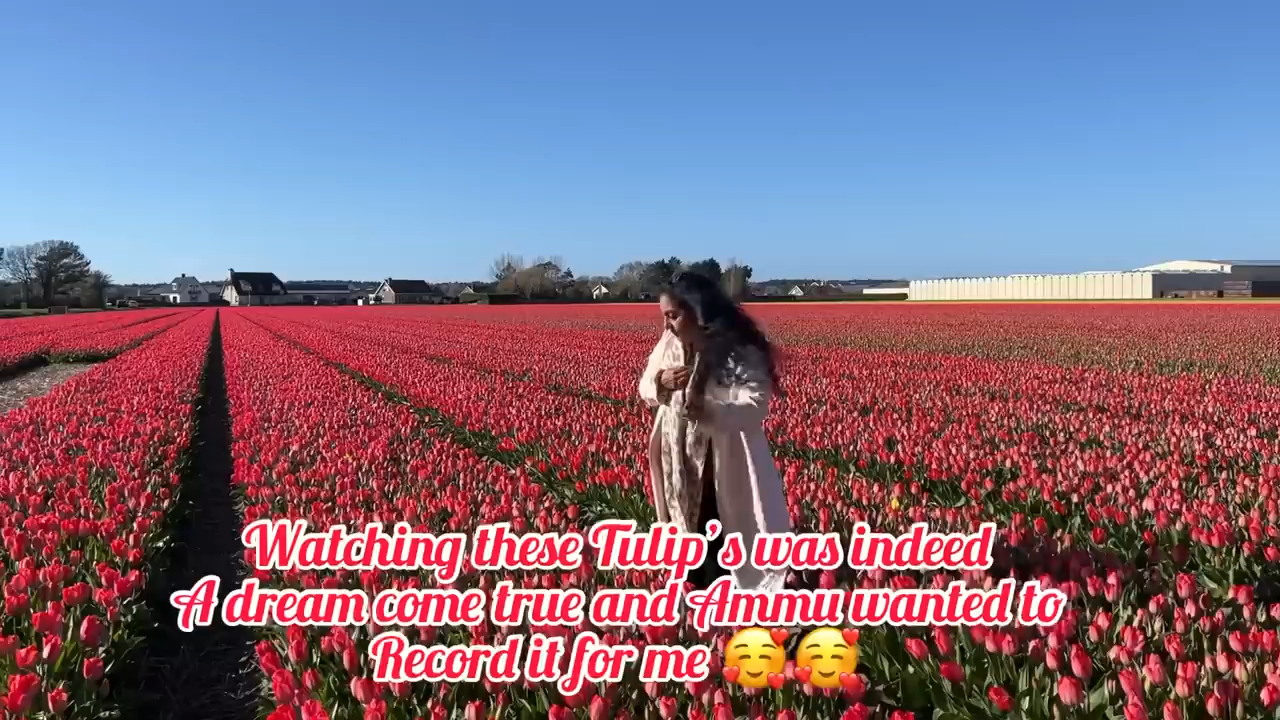 Watching these Tulip's was indeed
A dream come true and Ammu wanted to
Record it for me 🥰🥰